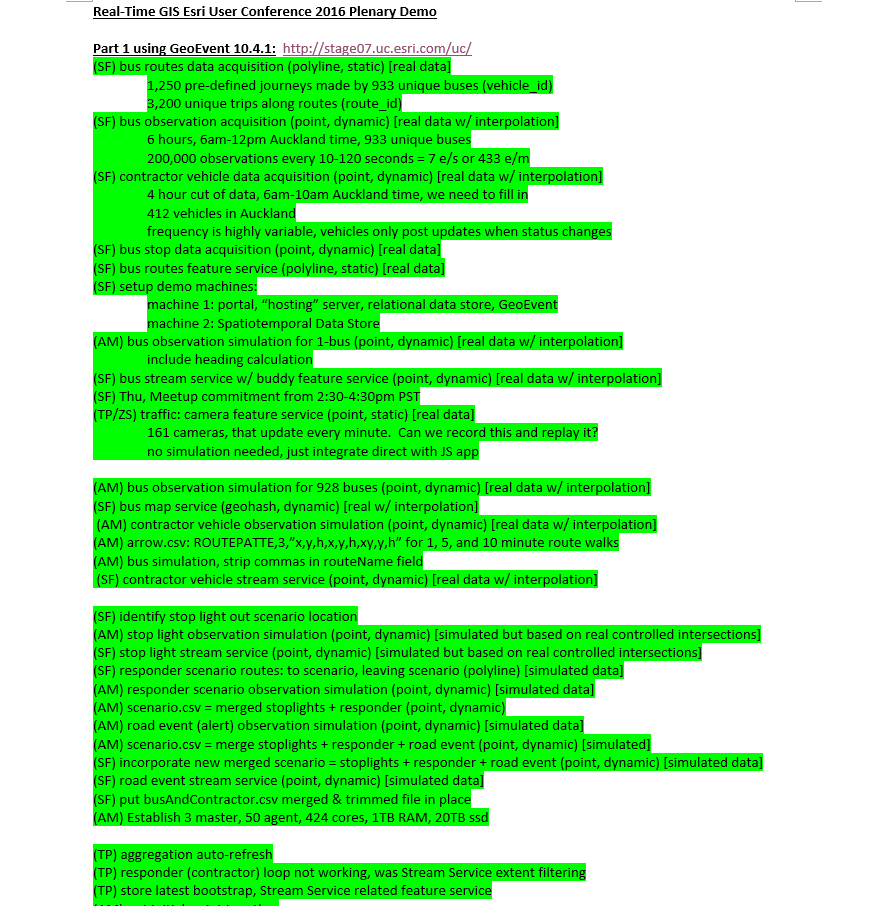 Real-Time GIS Esri User Conference 2016 Plenary Demo
Part 1 using GeoEvent 10.4.1: http://stage07.uc.esri.com/uc/
(SF) bus routes data acquisition (polyline, static) [real data]
1,250 pre-defined journeys made by 933 unique buses (vehicle_id)
3,200 unique trips along routes (route_id)
(SF) bus observation acquisition (point, dynamic) [real data w/ interpolation]
6 hours, 6am-12pm Auckland time, 933 unique buses
200,000 observations every 10-120 seconds = 7 e/s or 433 e/m
(SF) contractor vehicle data acquisition (point, dynamic) [real data w/ interpolation]
4 hour cut of data, 6am-10am Auckland time, we need to fill in
412 vehicles in Auckland
frequency is highly variable, vehicles only post updates when status changes
(SF) bus stop data acquisition (point, dynamic) [real data]
(SF) bus routes feature service (polyline, static) [real data]
(SF) setup demo machines:
machine 1: portal, “hosting” server, relational data store, GeoEvent
machine 2: Spatiotemporal Data Store
(AM) bus observation simulation for 1-bus (point, dynamic) [real data w/ interpolation]
include heading calculation
(SF) bus stream service w/ buddy feature service (point, dynamic) [real data w/ interpolation]
(SF) Thu, Meetup commitment from 2:30-4:30pm PST
(TP/ZS) traffic: camera feature service (point, static) [real data]
161 cameras, that update every minute. Can we record this and replay it?
no simulation needed, just integrate direct with JS app
(AM) bus observation simulation for 928 buses (point, dynamic) [real data w/ interpolation]
(SF) bus map service (geohash, dynamic) [real w/ interpolation]
(AM) contractor vehicle observation simulation (point, dynamic) [real data w/ interpolation]
(AM) arrow.csv: ROUTEPATTE,3,“x,y,h,x,y,h,xy,y,h” for 1, 5, and 10 minute route walks
(AM) bus simulation, strip commas in routeName field
(SF) contractor vehicle stream service (point, dynamic) [real data w/ interpolation]
(SF) identify stop light out scenario location
(AM) stop light observation simulation (point, dynamic) [simulated but based on real controlled intersections]
(SF) stop light stream service (point, dynamic) [simulated but based on real controlled intersections]
(SF) responder scenario routes: to scenario, leaving scenario (polyline) [simulated data]
(AM) responder scenario observation simulation (point, dynamic) [simulated data]
(AM) scenario.csv = merged stoplights + responder (point, dynamic)
(AM) road event (alert) observation simulation (point, dynamic) [simulated data]
(AM) scenario.csv = merge stoplights + responder + road event (point, dynamic) [simulated]
(SF) incorporate new merged scenario = stoplights + responder + road event (point, dynamic) [simulated data]
(SF) road event stream service (point, dynamic) [simulated data]
(SF) put busAndContractor.csv merged & trimmed file in place
(AM) Establish 3 master, 50 agent, 424 cores, 1TB RAM, 20TB ssd
(TP) aggregation auto-refresh
(TP) responder (contractor) loop not working, was Stream Service extent filtering
(TP) store latest bootstrap, Stream Service related feature service